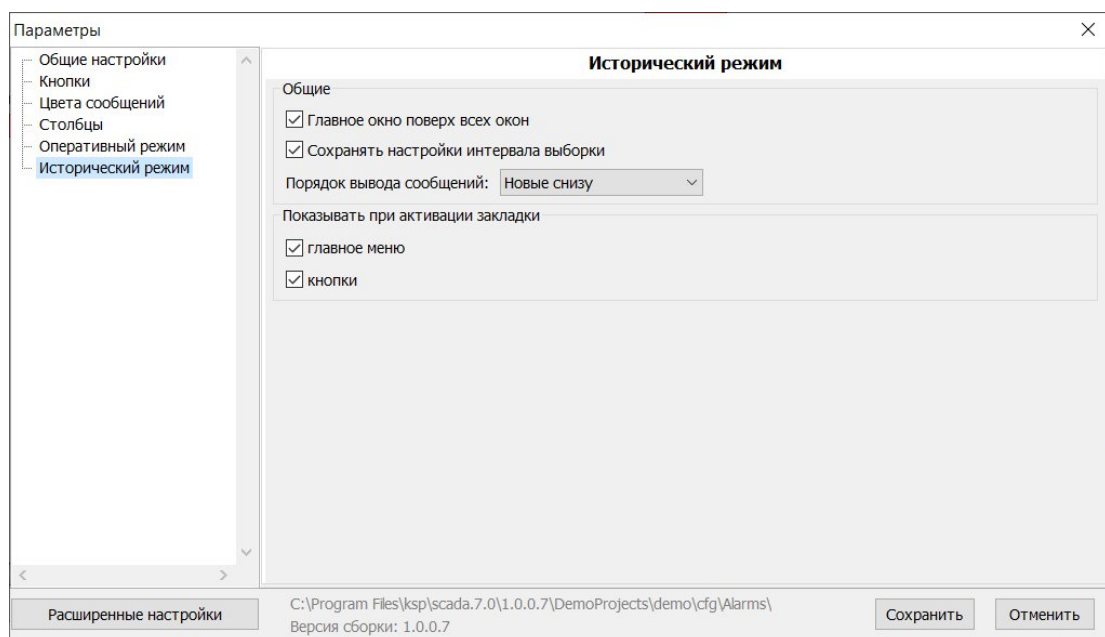 Параметры
Общие настройки
Кнопки
Цвета сообщений
Столбцы
Оперативный режим
Исторический режим
Исторический режим
Общие
Главное окно поверх всех окон
Сохранять настройки интервала выборки
Порядок вывода сообщений: Новые снизу
Показывать при активации закладки
главное меню
кнопки
Расширенные настройки
C:\Program Files\ksp\scada.7.0\1.0.0.7\DemoProjects\demo\cfg\Alarms\
Версия сборки: 1.0.0.7
Сохранить
Отменить